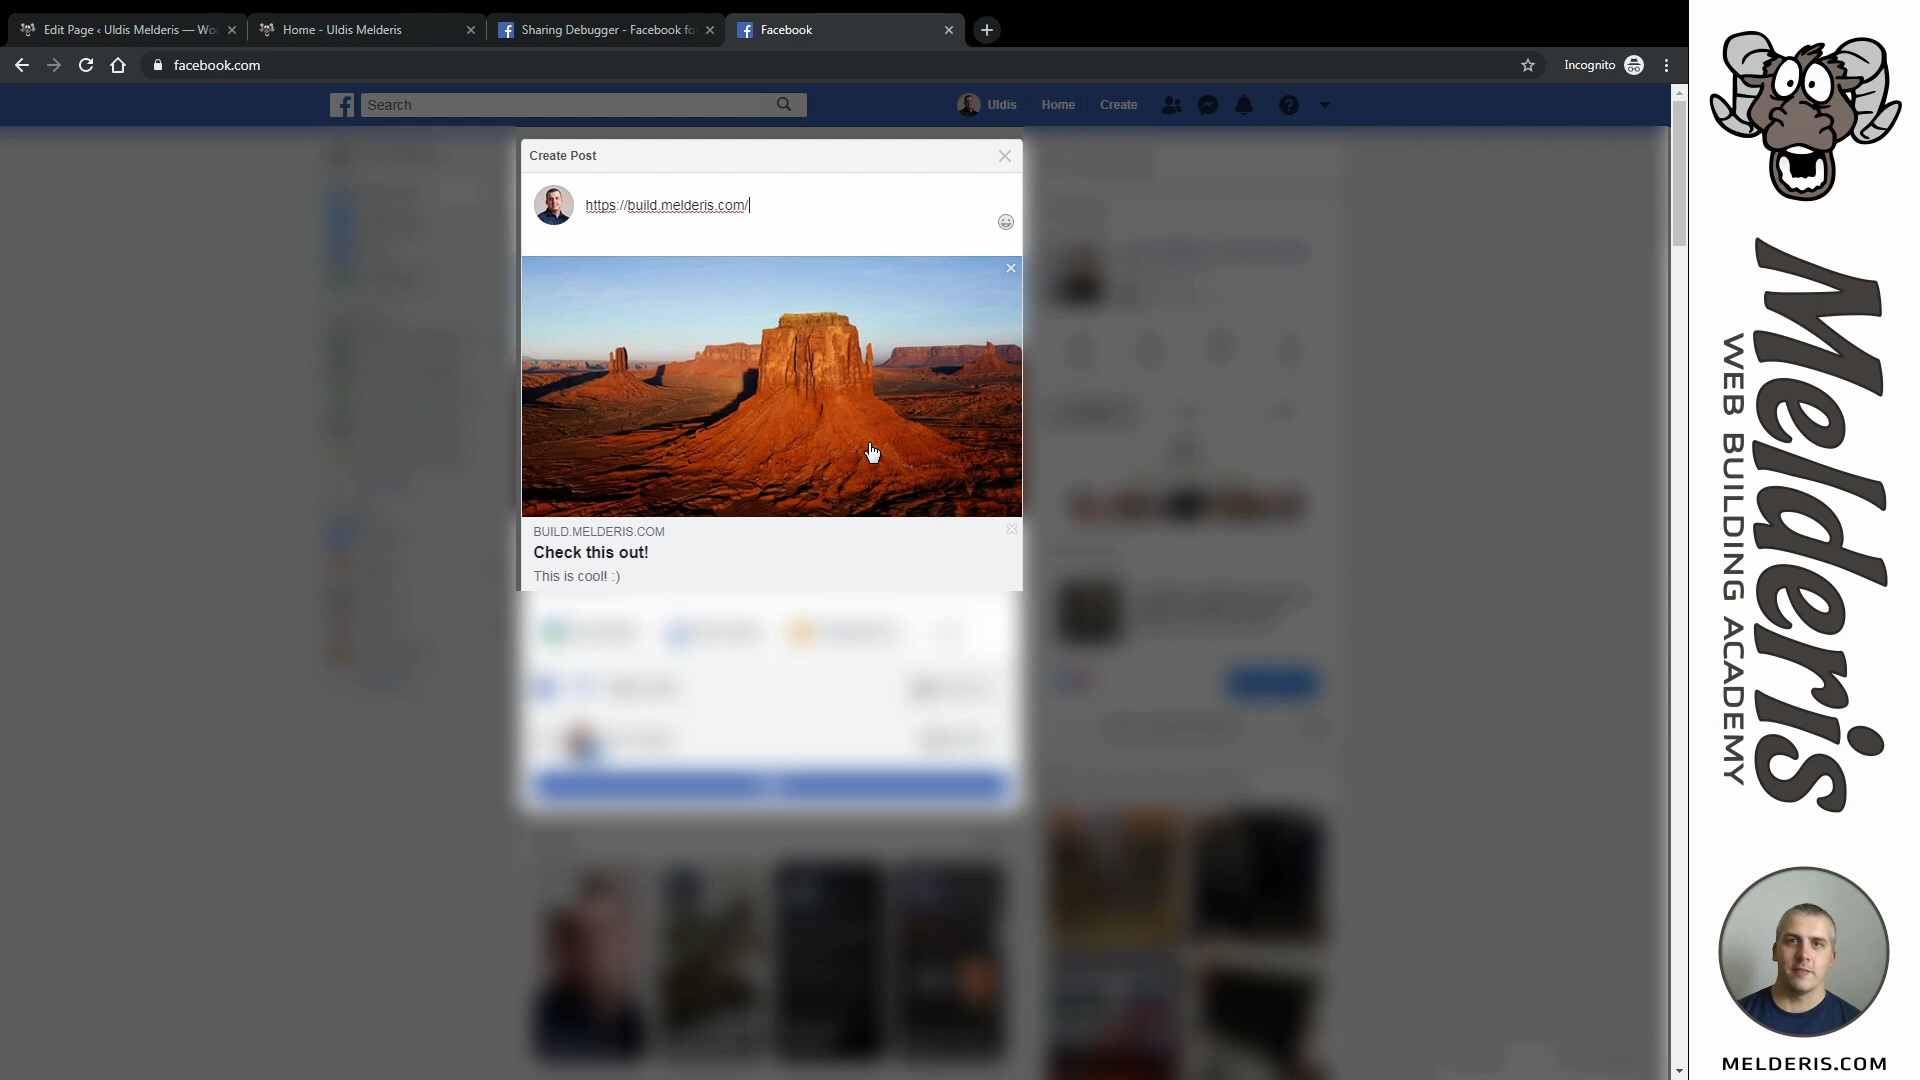 Edit Page ‹ Uldis Melderis — Wo
Home - Uldis Melderis
Sharing Debugger - Facebook fo
Facebook
facebook.com
Incognito
Search
Uldis
Home
Create
Create Post
https://build.melderis.com/
BUILD.MELDERIS.COM
Check this out!
This is cool! :)
Melderis
WEB BUILDING ACADEMY
MELDERIS.COM